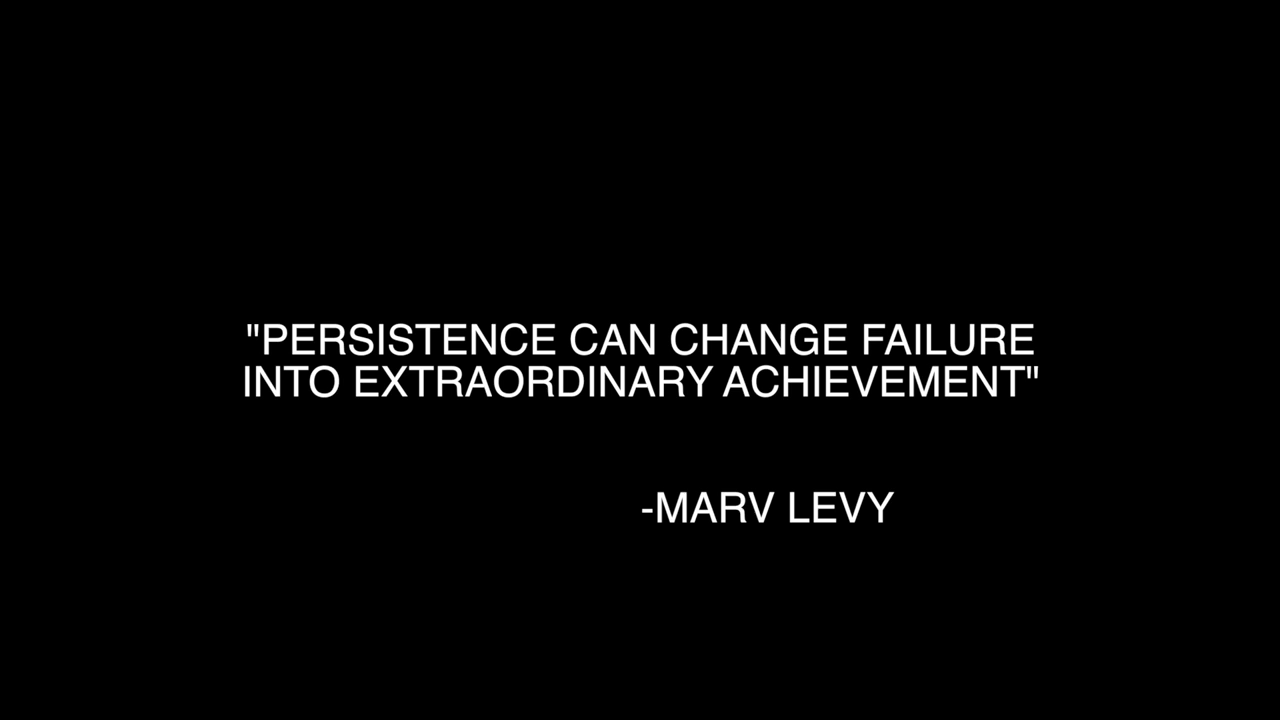 "PERSISTENCE CAN CHANGE FAILURE
INTO EXTRAORDINARY ACHIEVEMENT"
-MARV LEVY